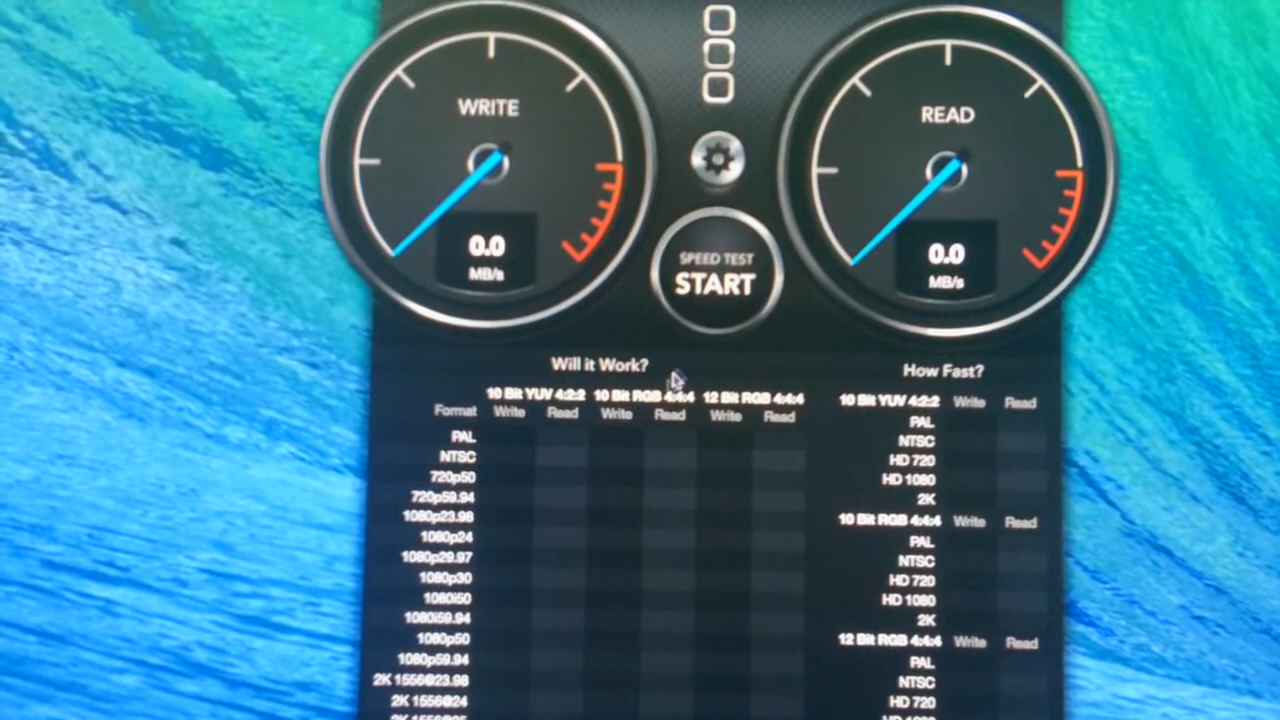 WRITE
READ
0.0
MB/s
0.0
MB/s
SPEED TEST
START
Will it Work?
How Fast?
10 Bit YUV 4:2:2 10 Bit RGB 4:4:4 12 Bit RGB 4:4:4
Format Write Read Write Read Write Read
PAL
NTSC
720p50
720p59.94
1080p23.98
1080p24
1080p29.97
1080p30
1080i50
1080i59.94
1080p50
1080p59.94
2K 1556@23.98
2K 1556@24
2K 1556@25
10 Bit YUV 4:2:2 Write Read
PAL
NTSC
HD 720
HD 1080
2K
10 Bit RGB 4:4:4 Write Read
PAL
NTSC
HD 720
HD 1080
2K
12 Bit RGB 4:4:4 Write Read
PAL
NTSC
HD 720
HD 1080